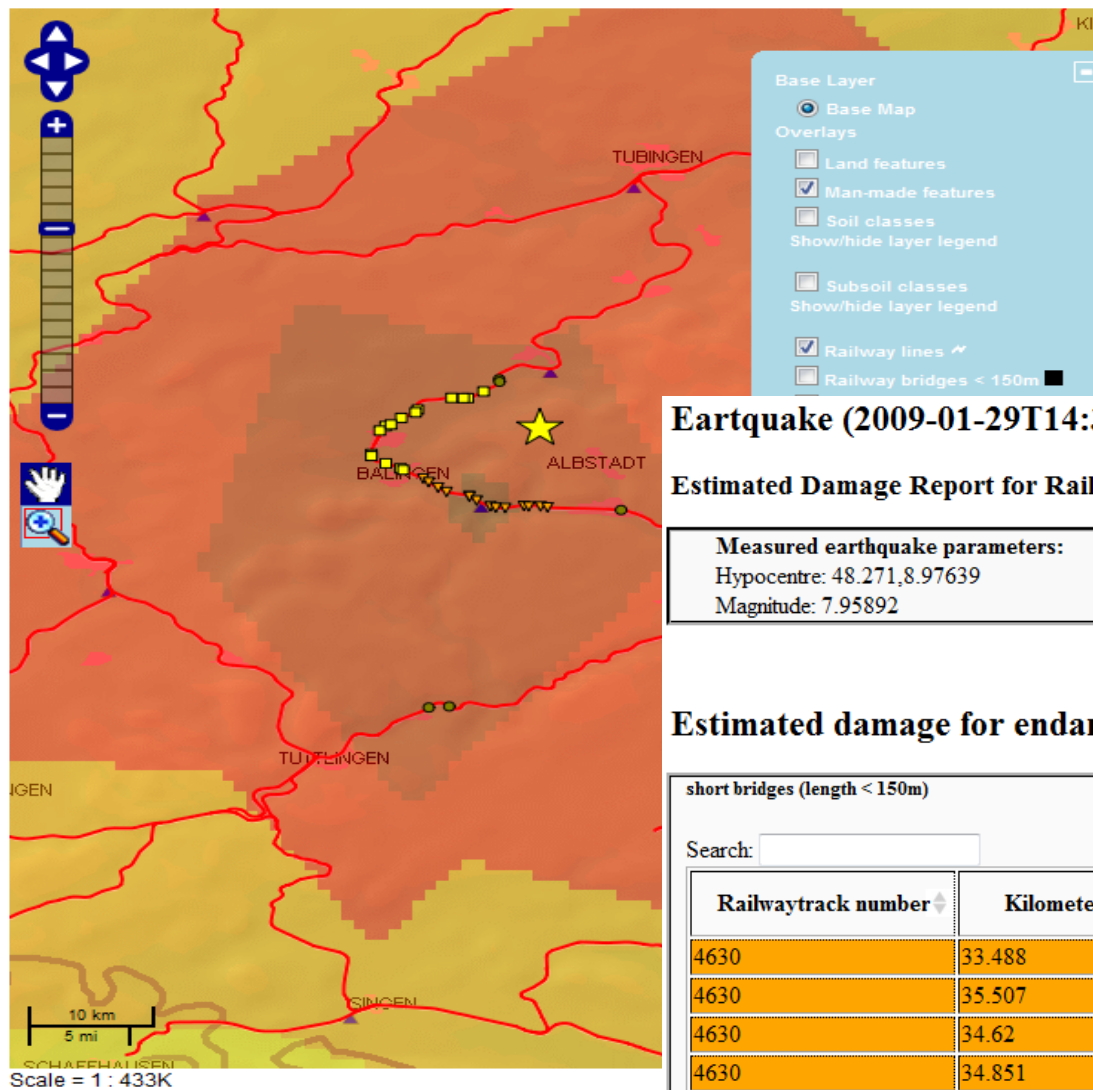 KI
TUBINGEN
BALINGEN
ALBSTADT
TUTTLINGEN
SINGEN
SCHAFFHAUSEN
10 km
5 mi
Scale = 1 : 433K
Base Layer
Base Map
Overlays
Land features
Man-made features
Soil classes
Show/hide layer legend
Subsoil classes
Show/hide layer legend
Railway lines
Railway bridges < 150m
Eartquake (2009-01-29T14:
Estimated Damage Report for Rail
Measured earthquake parameters:
Hypocentre: 48.271,8.97639
Magnitude: 7.95892
Estimated damage for endan
short bridges (length < 150m)
Search:
Railwaytrack number Kilomete
4630 33.488
4630 35.507
4630 34.62
4630 34.851